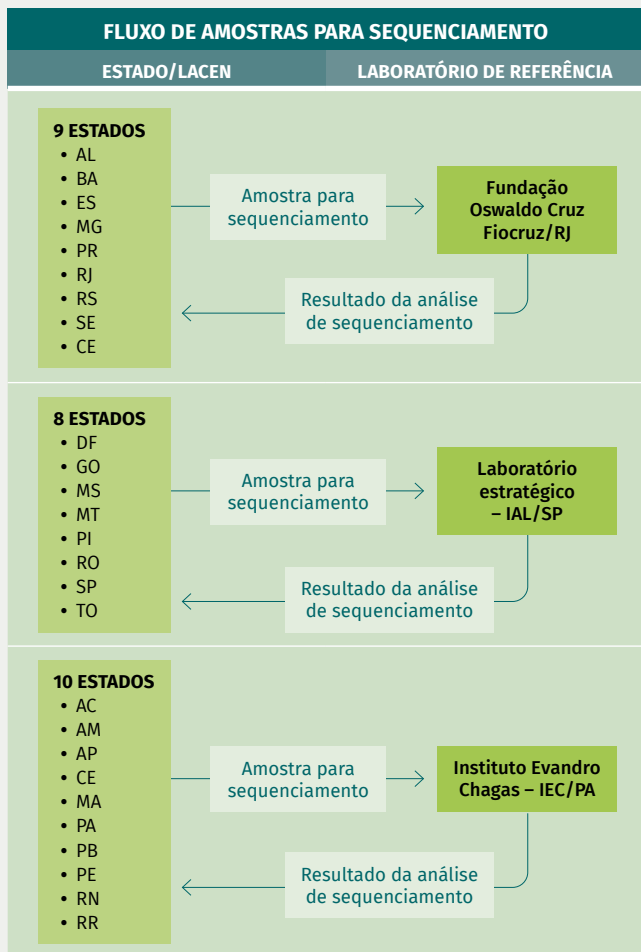 FLUXO DE AMOSTRAS PARA SEQUENCIAMENTO
ESTADO/LACEN
LABORATÓRIO DE REFERÊNCIA
9 ESTADOS
• AL
• BA
• ES
• MG
• PR
• RJ
• RS
• SE
• CE
Amostra para
sequenciamento
Fundação
Oswaldo Cruz
Fiocruz/RJ
Resultado da análise
de sequenciamento
8 ESTADOS
• DF
• GO
• MS
• MT
• PI
• RO
• SP
• TO
Amostra para
sequenciamento
Laboratório
estratégico
– IAL/SP
Resultado da análise
de sequenciamento
10 ESTADOS
• AC
• AM
• AP
• CE
• MA
• PA
• PB
• PE
• RN
• RR
Amostra para
sequenciamento
Instituto Evandro
Chagas – IEC/PA
Resultado da análise
de sequenciamento